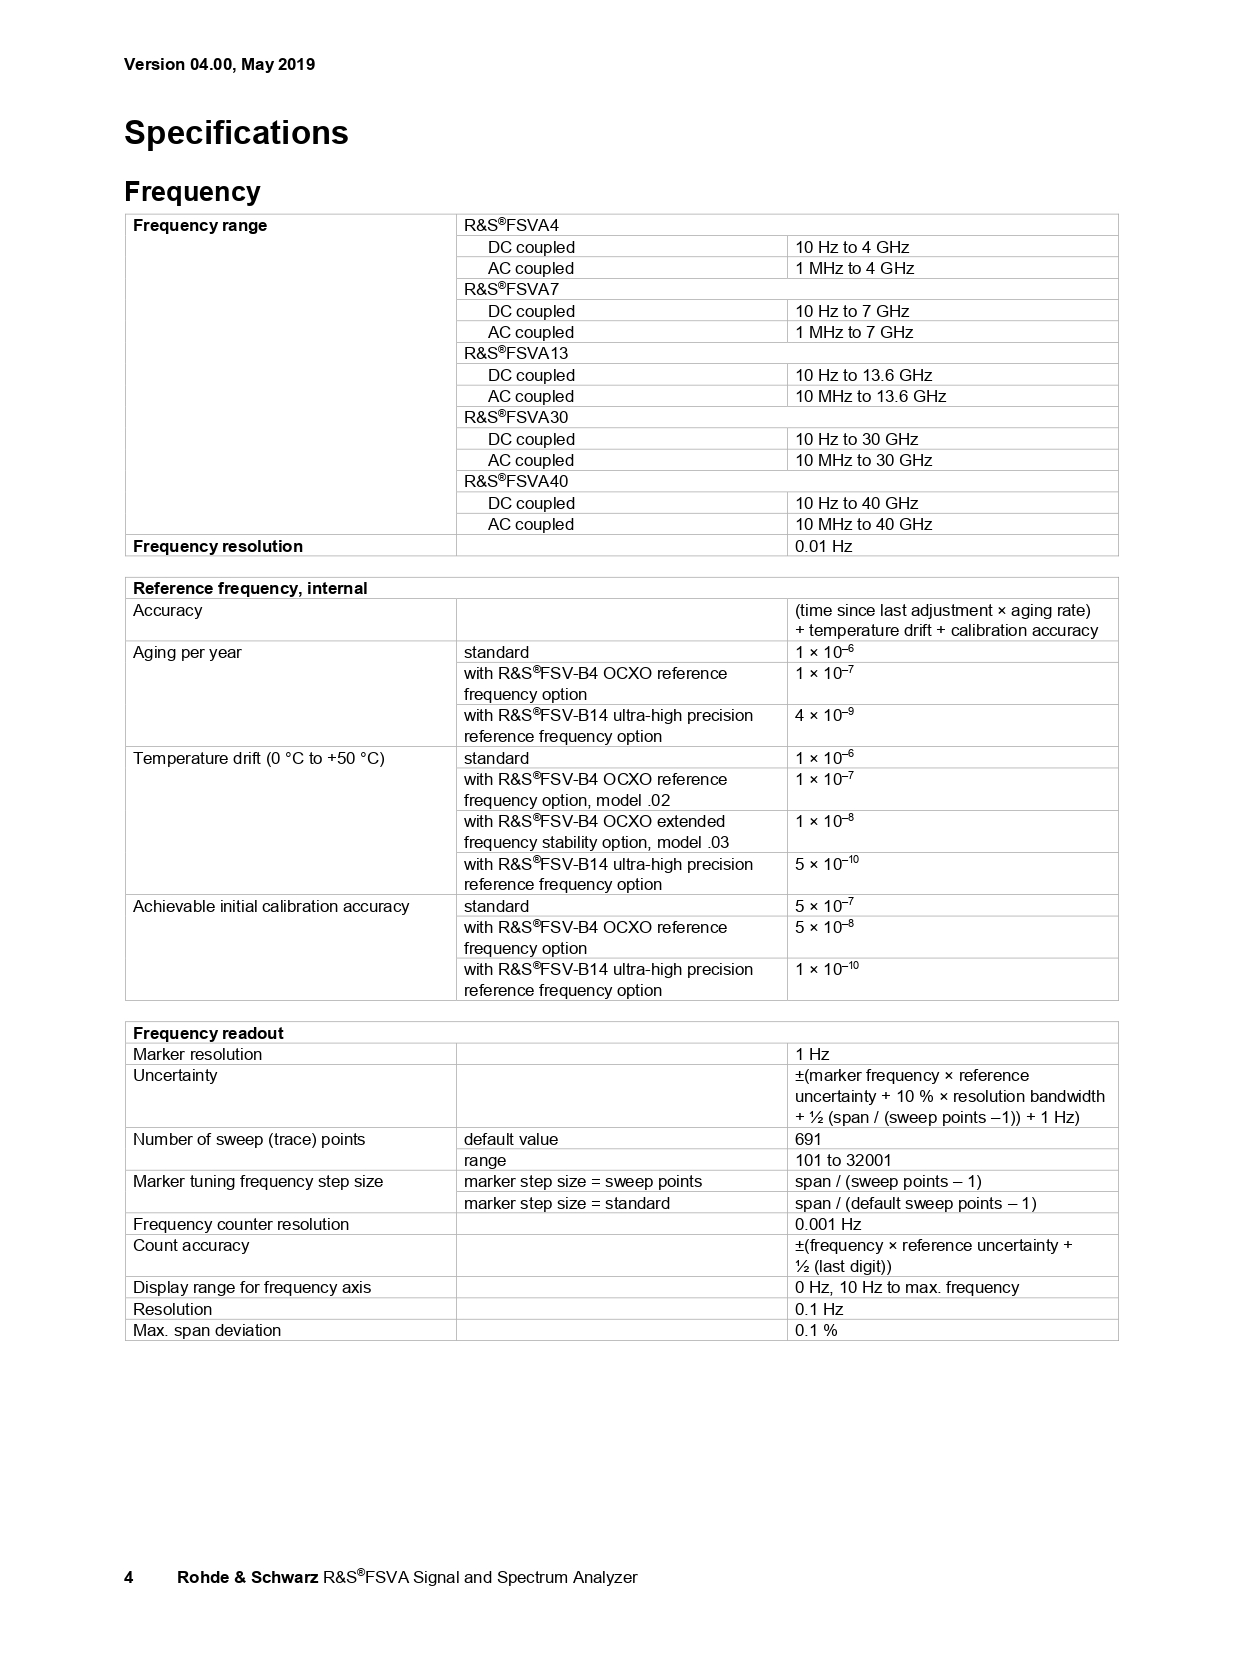 Version 04.00, May 2019
Specifications
Frequency
Frequency range
R&S®FSVA4
DC coupled 10 Hz to 4 GHz
AC coupled 1 MHz to 4 GHz
R&S®FSVA7
DC coupled 10 Hz to 7 GHz
AC coupled 1 MHz to 7 GHz
R&S®FSVA13
DC coupled 10 Hz to 13.6 GHz
AC coupled 10 MHz to 13.6 GHz
R&S®FSVA30
DC coupled 10 Hz to 30 GHz
AC coupled 10 MHz to 30 GHz
R&S®FSVA40
DC coupled 10 Hz to 40 GHz
AC coupled 10 MHz to 40 GHz
Frequency resolution 0.01 Hz
Reference frequency, internal
Accuracy (time since last adjustment × aging rate)
+ temperature drift + calibration accuracy
Aging per year standard 1 × 10⁻⁶
with R&S®FSV-B4 OCXO reference 1 × 10⁻⁷
frequency option
with R&S®FSV-B14 ultra-high precision 4 × 10⁻⁹
reference frequency option
Temperature drift (0 °C to +50 °C) standard 1 × 10⁻⁶
with R&S®FSV-B4 OCXO reference 1 × 10⁻⁷
frequency option, model .02
with R&S®FSV-B4 OCXO extended 1 × 10⁻⁸
frequency stability option, model .03
with R&S®FSV-B14 ultra-high precision 5 × 10⁻¹⁰
reference frequency option
Achievable initial calibration accuracy standard 5 × 10⁻⁷
with R&S®FSV-B4 OCXO reference 5 × 10⁻⁸
frequency option
with R&S®FSV-B14 ultra-high precision 1 × 10⁻¹⁰
reference frequency option
Frequency readout
Marker resolution 1 Hz
Uncertainty ±(marker frequency × reference
uncertainty + 10 % × resolution bandwidth
+ ½ (span / (sweep points –1)) + 1 Hz)
Number of sweep (trace) points default value 691
range 101 to 32001
Marker tuning frequency step size marker step size = sweep points span / (sweep points – 1)
marker step size = standard span / (default sweep points – 1)
Frequency counter resolution 0.001 Hz
Count accuracy ±(frequency × reference uncertainty +
½ (last digit))
Display range for frequency axis 0 Hz, 10 Hz to max. frequency
Resolution 0.1 Hz
Max. span deviation 0.1 %
4 Rohde & Schwarz R&S®FSVA Signal and Spectrum Analyzer